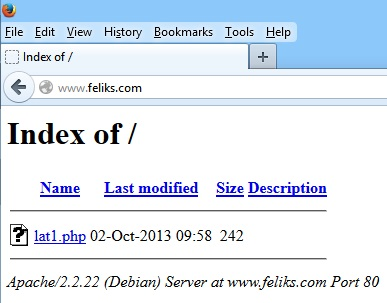 File Edit View History Bookmarks Tools Help
Index of /
www.feliks.com
Index of /
Name Last modified Size Description
lat1.php 02-Oct-2013 09:58 242
Apache/2.2.22 (Debian) Server at www.feliks.com Port 80